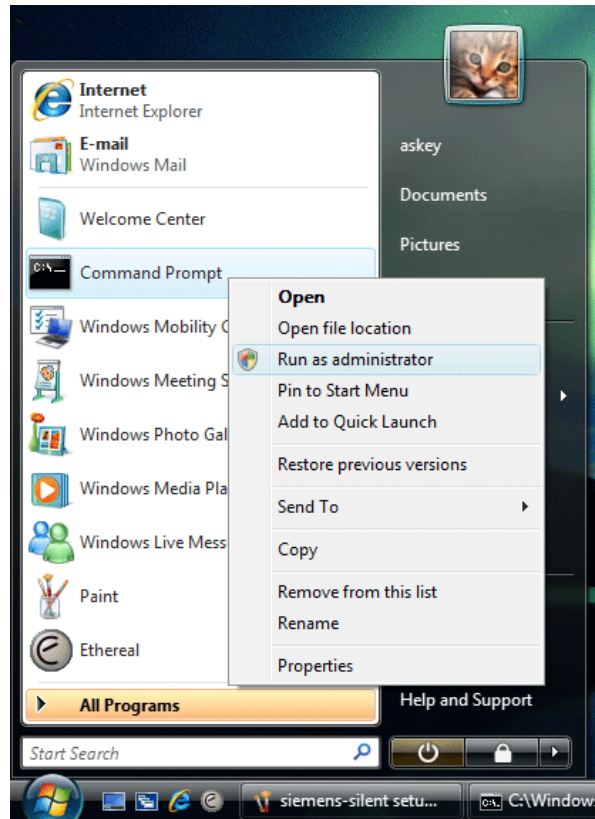 Internet
Internet Explorer
E-mail
Windows Mail
Welcome Center
Command Prompt
Windows Mobility C
Windows Meeting S
Windows Photo Gal
Windows Media Pla
Windows Live Mess
Paint
Ethereal
All Programs
Start Search
askey
Documents
Pictures
Open
Open file location
Run as administrator
Pin to Start Menu
Add to Quick Launch
Restore previous versions
Send To
Copy
Remove from this list
Rename
Properties
Help and Support
siemens-silent setu...
C:\Window